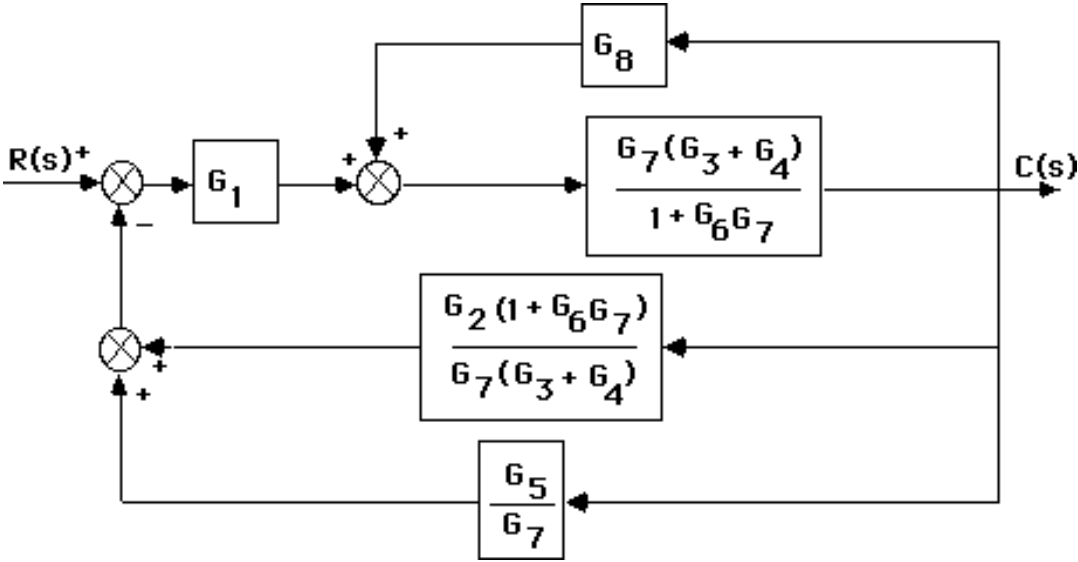 G₈
+
R(s) +
G₁
+
G₇(G₃ + G₄)
1 + G₆G₇
C(s)
−
G₂(1 + G₆G₇)
G₇(G₃ + G₄)
+
+
G₅
G₇